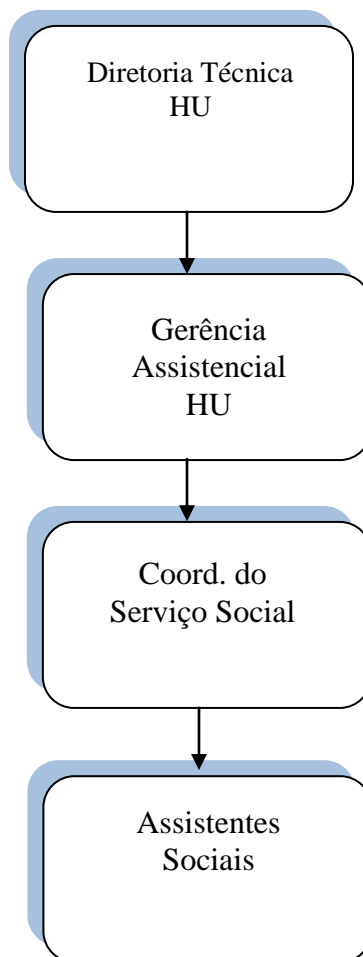 Diretoria Técnica
HU
Gerência
Assistencial
HU
Coord. do
Serviço Social
Assistentes
Sociais